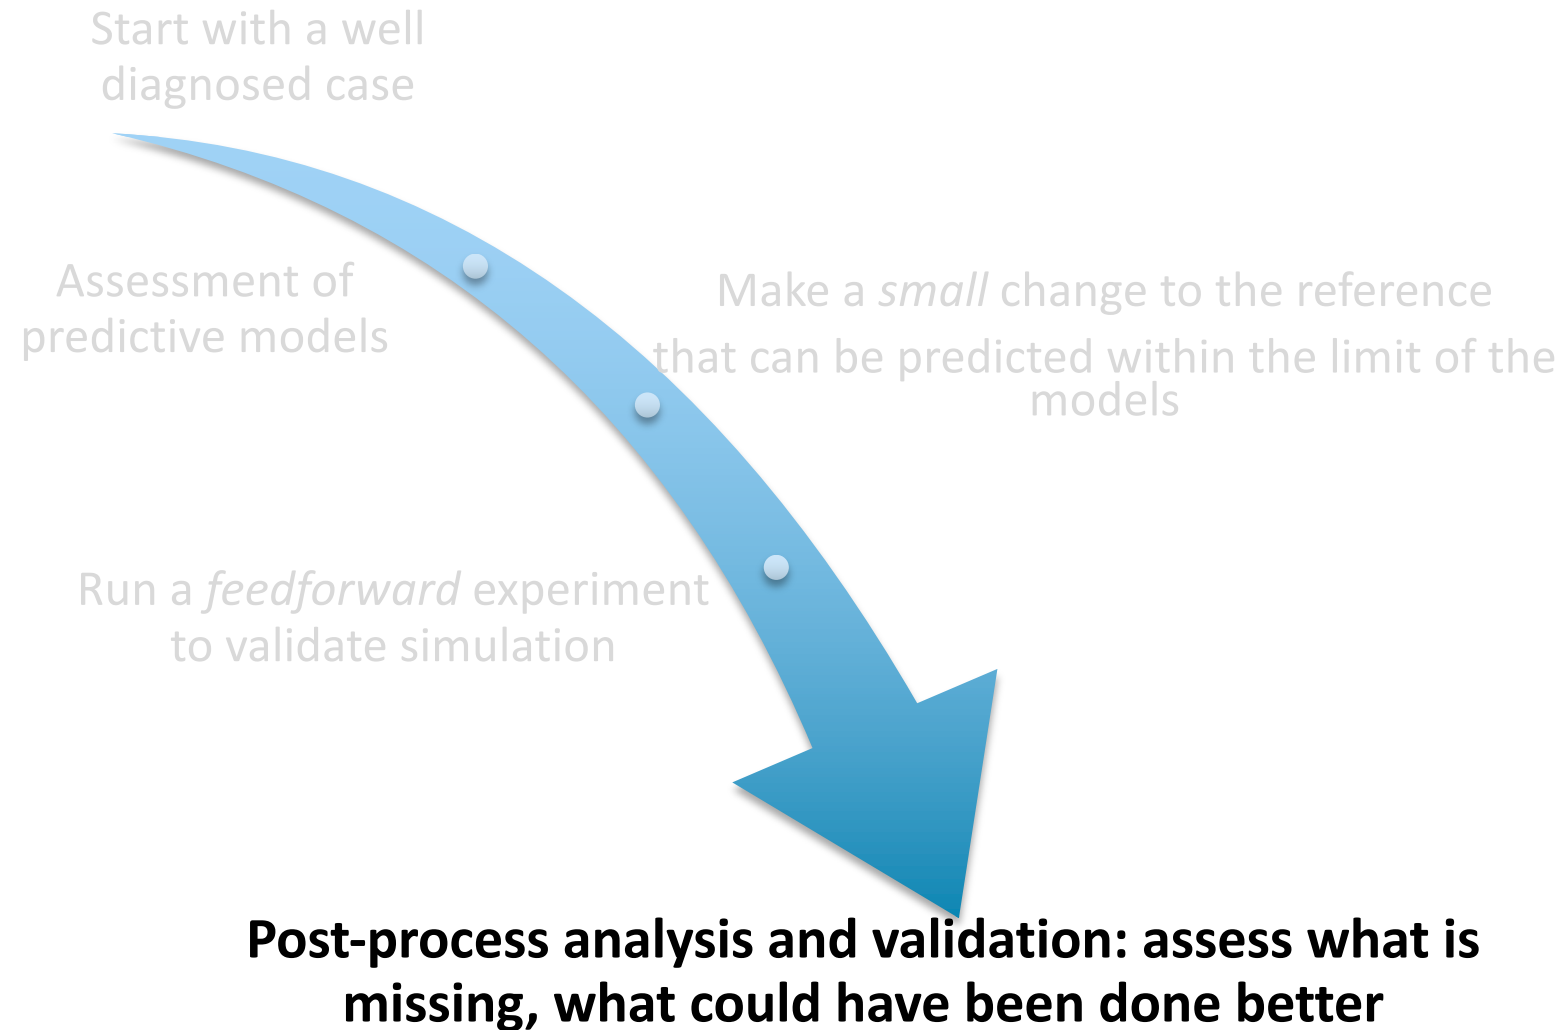 Start with a well
diagnosed case
Assessment of
predictive models
Make a small change to the reference
that can be predicted within the limit of the
models
Run a feedforward experiment
to validate simulation
Post-process analysis and validation: assess what is
missing, what could have been done better